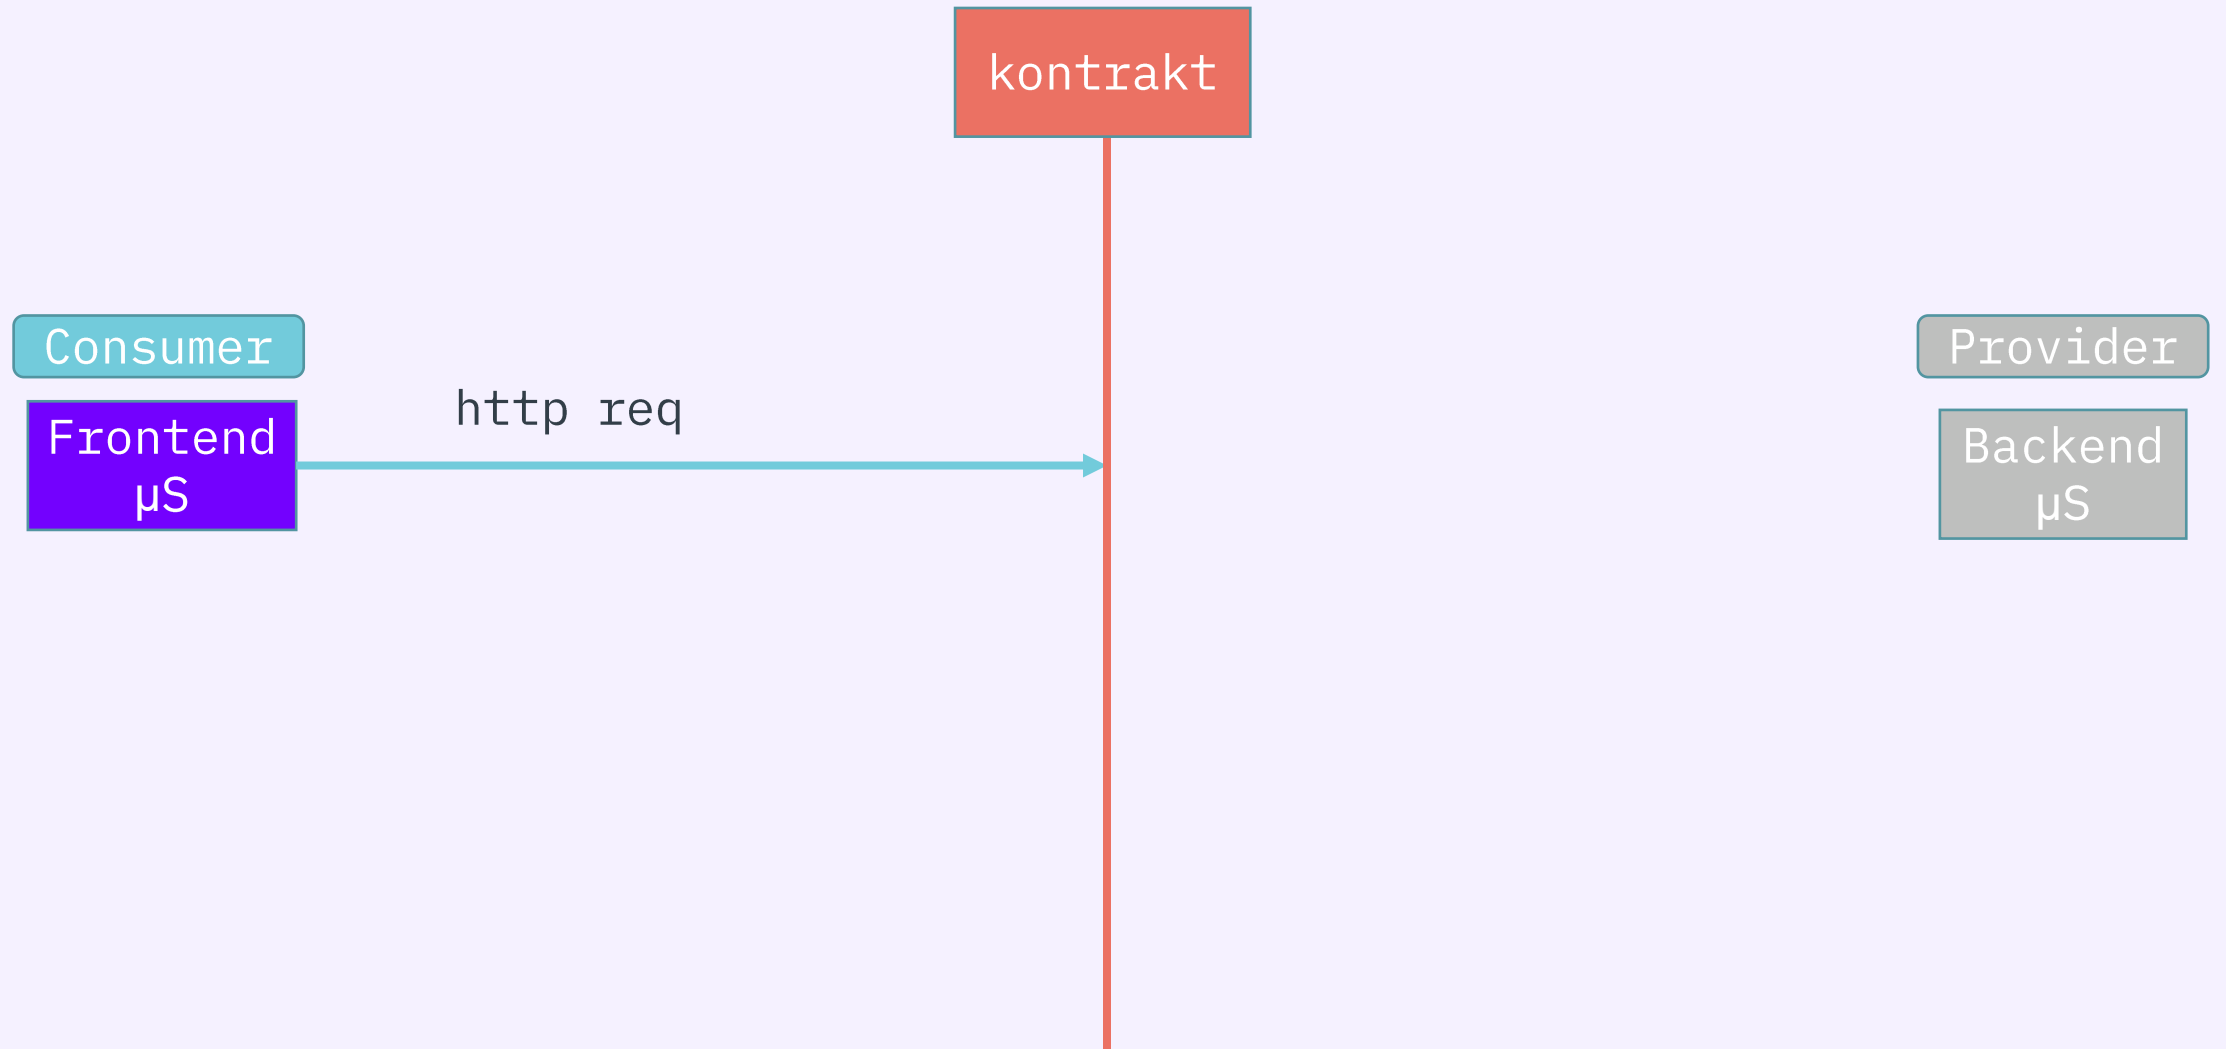 kontrakt
Consumer
Provider
http req
Frontend
µS
Backend
µS